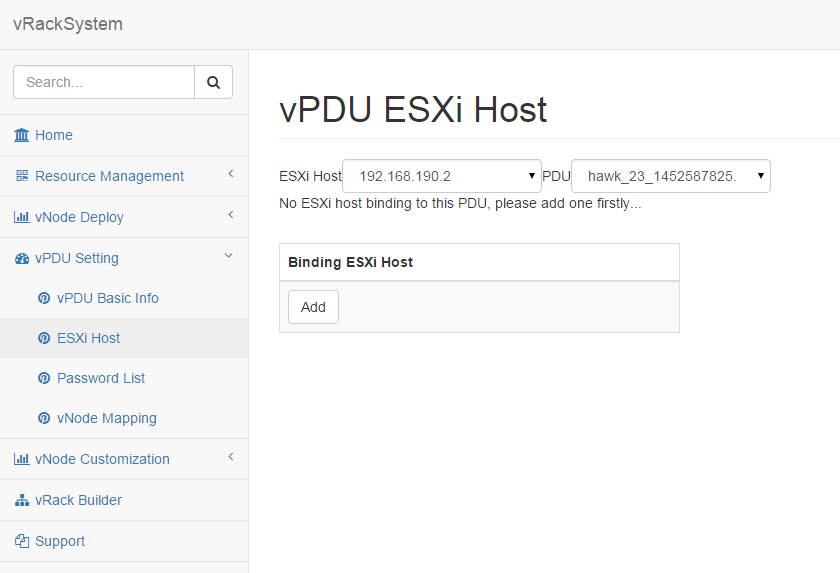 vRackSystem
Search...
Home
Resource Management
vNode Deploy
vPDU Setting
vPDU Basic Info
ESXi Host
Password List
vNode Mapping
vNode Customization
vRack Builder
Support
vPDU ESXi Host
ESXi Host 192.168.190.2 PDU hawk_23_1452587825.
No ESXi host binding to this PDU, please add one firstly...
Binding ESXi Host
Add